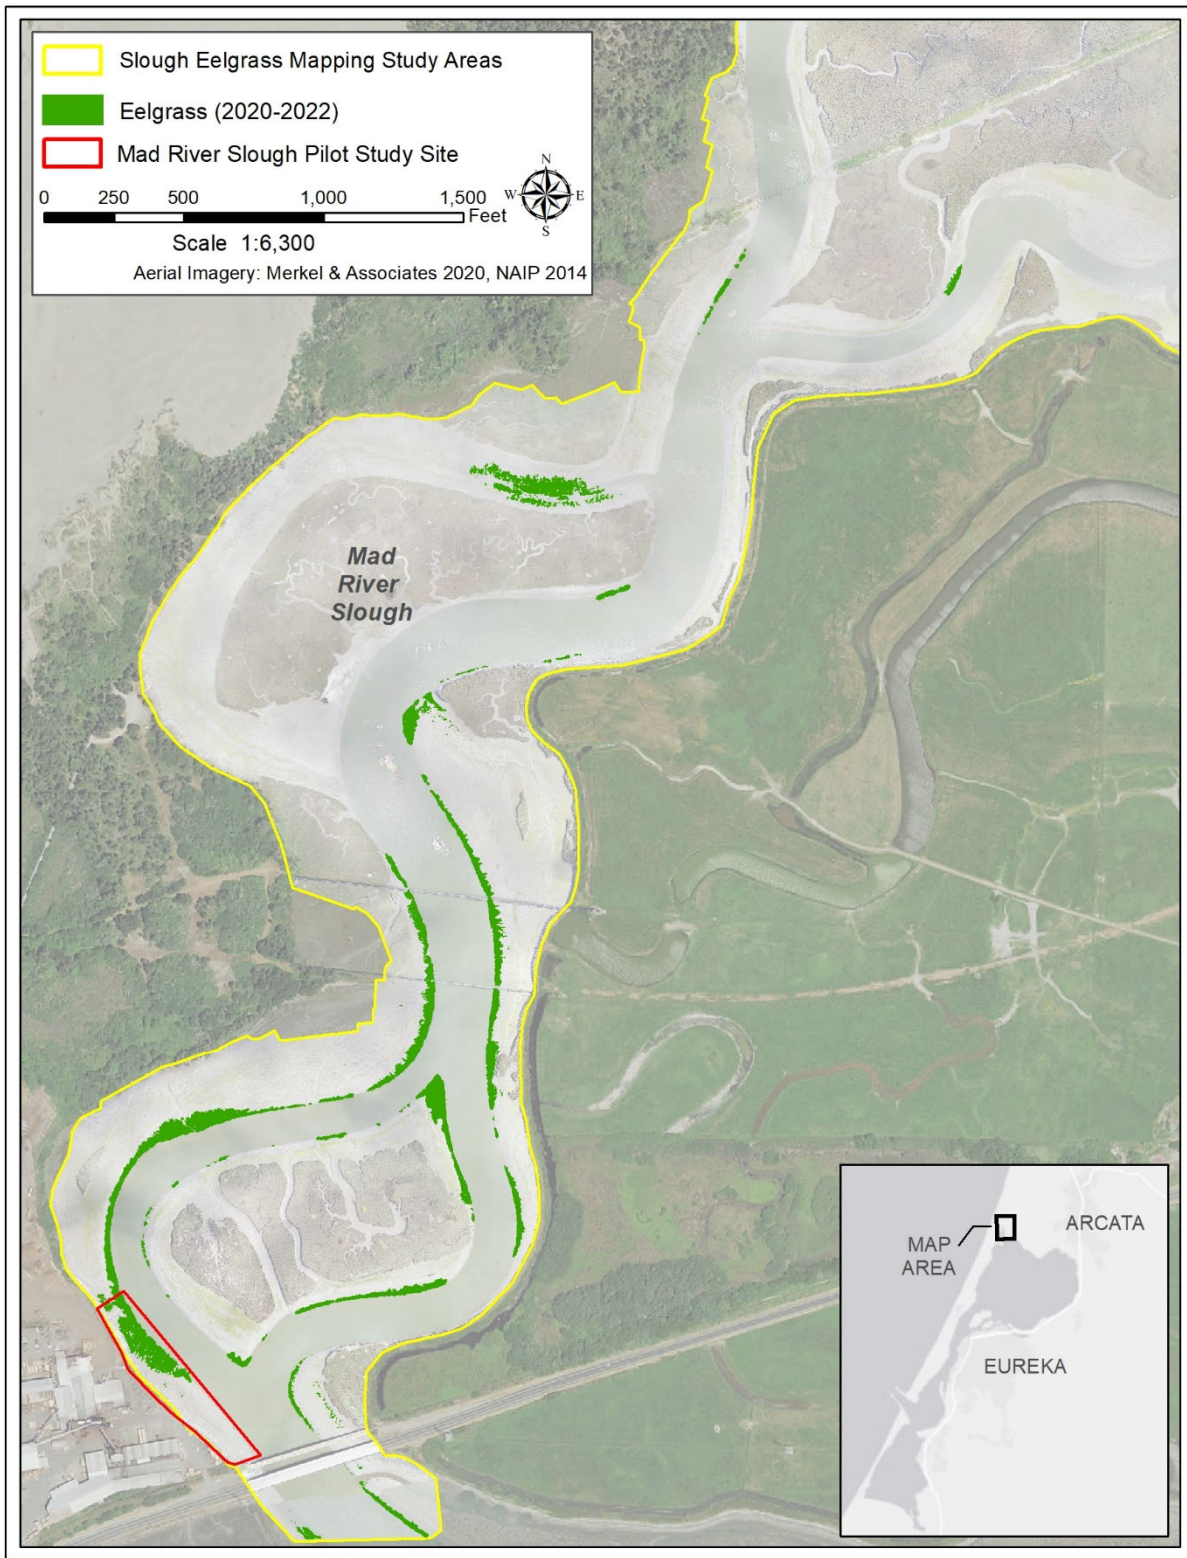 Slough Eelgrass Mapping Study Areas
Eelgrass (2020-2022)
Mad River Slough Pilot Study Site
N
W E
S
0 250 500 1,000 1,500
Feet
Scale 1:6,300
Aerial Imagery: Merkel & Associates 2020, NAIP 2014
Mad
River
Slough
ARCATA
MAP
AREA
EUREKA